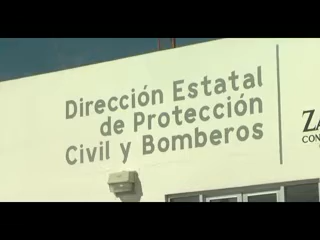 Dirección Estatal
de Protección
Civil y Bomberos